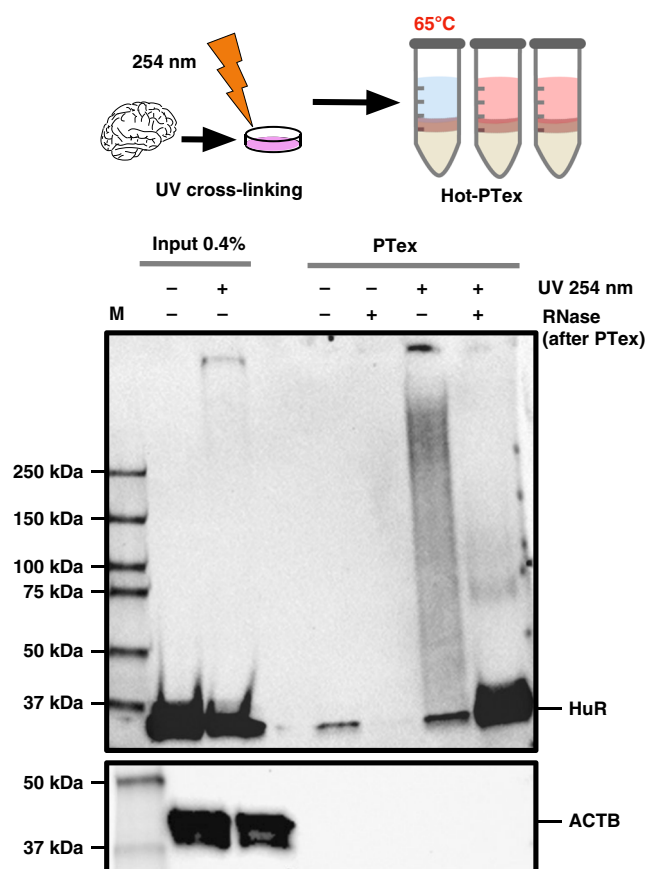 65°C
254 nm
UV cross-linking
Hot-PTex
Input 0.4%
PTex
– + – – + + UV 254 nm
M – – – + – + RNase
(after PTex)
250 kDa
150 kDa
100 kDa
75 kDa
50 kDa
37 kDa
HuR
50 kDa
ACTB
37 kDa